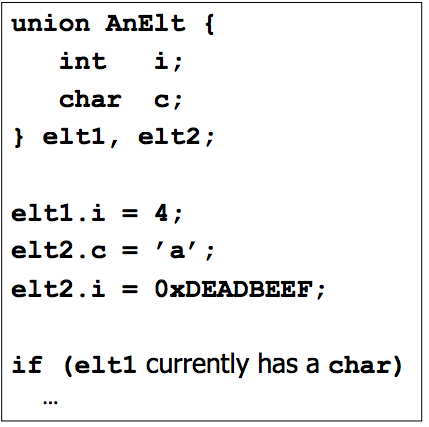 union AnElt {
int i;
char c;
} elt1, elt2;
elt1.i = 4;
elt2.c = ’a’;
elt2.i = 0xDEADBEEF;
if (elt1 currently has a char)
…